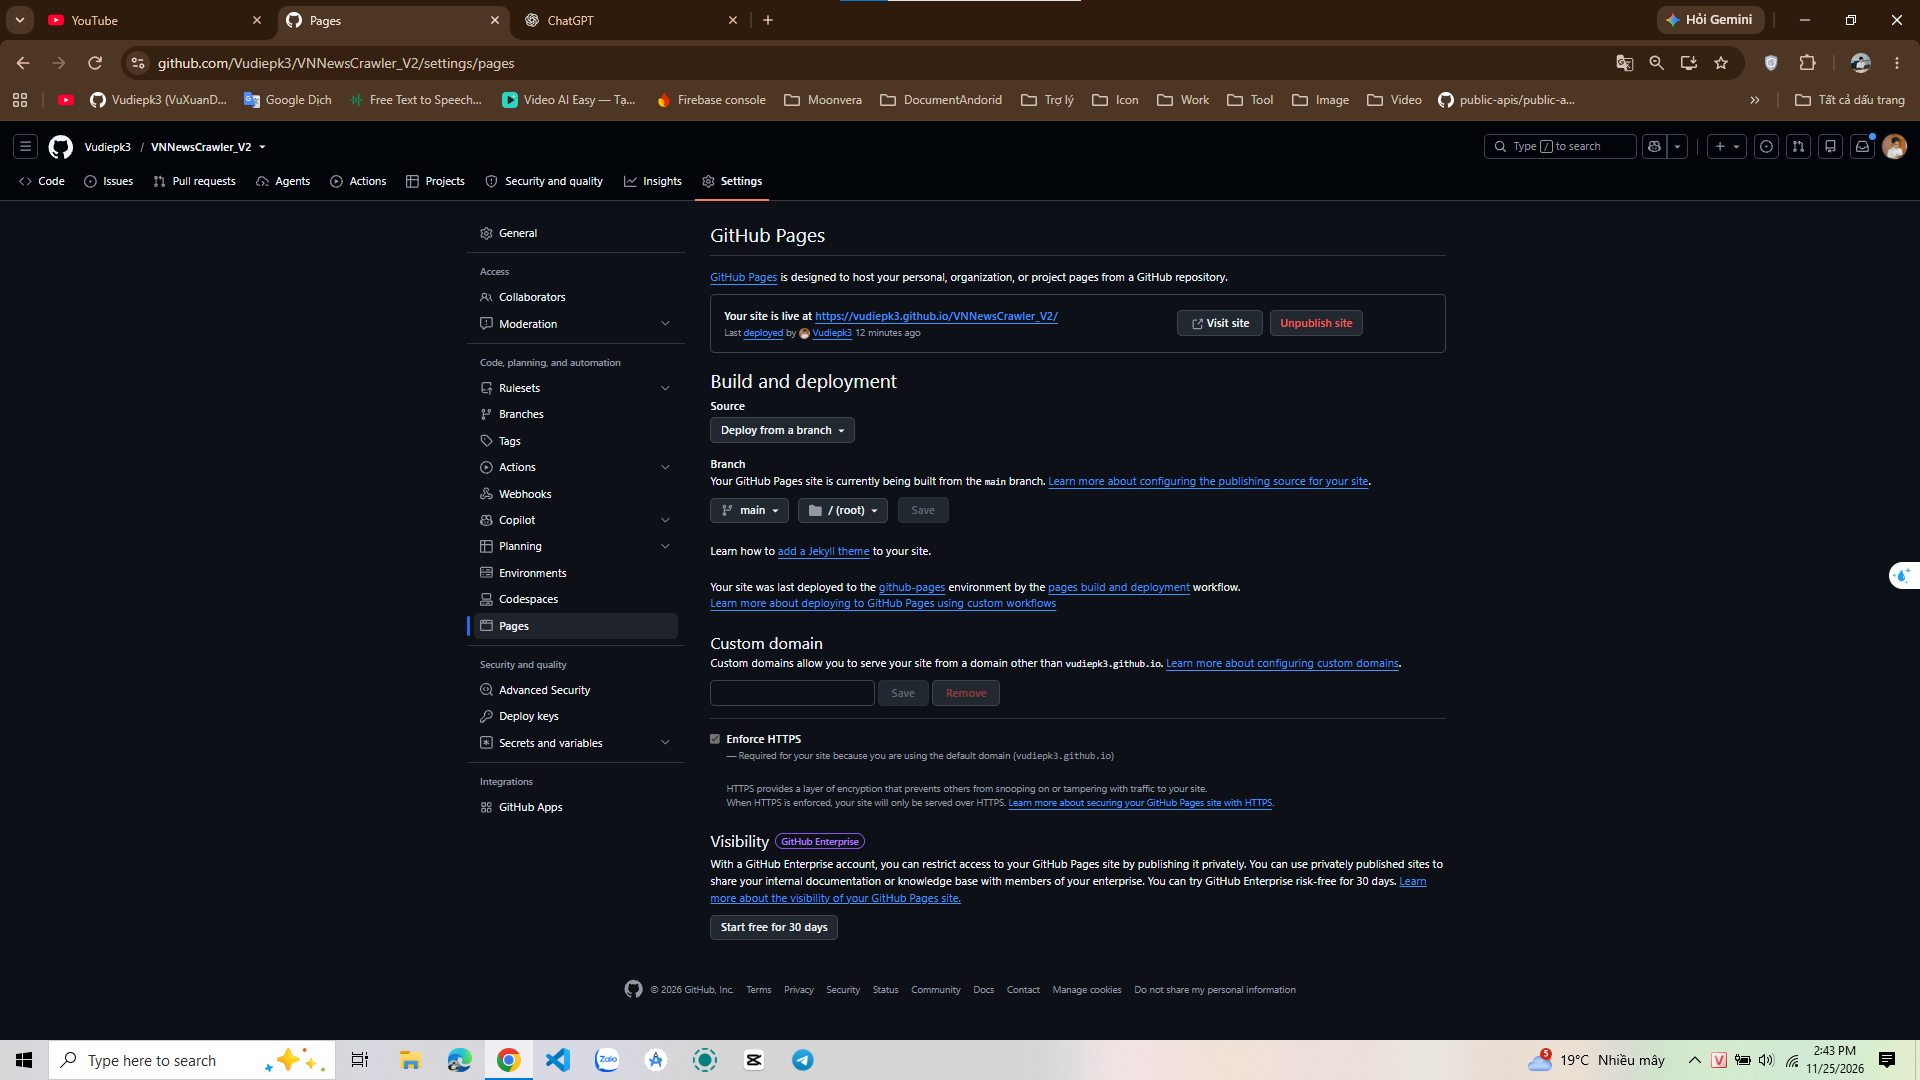 YouTube
Pages
ChatGPT
Hỏi Gemini
github.com/Vudiepk3/VNNewsCrawler_V2/settings/pages
Vudiepk3 (VuXuanD...
Google Dịch
Free Text to Speech...
Video AI Easy — Tạ...
Firebase console
Moonvera
DocumentAndorid
Trợ lý
Icon
Work
Tool
Image
Video
public-apis/public-a...
Tất cả dấu trang
Vudiepk3 / VNNewsCrawler_V2
Type / to search
Code
Issues
Pull requests
Agents
Actions
Projects
Security and quality
Insights
Settings
General
Access
Collaborators
Moderation
Code, planning, and automation
Rulesets
Branches
Tags
Actions
Webhooks
Copilot
Planning
Environments
Codespaces
Pages
Security and quality
Advanced Security
Deploy keys
Secrets and variables
Integrations
GitHub Apps
GitHub Pages
GitHub Pages is designed to host your personal, organization, or project pages from a GitHub repository.
Your site is live at https://vudiepk3.github.io/VNNewsCrawler_V2/
Last deployed by Vudiepk3 12 minutes ago
Visit site
Unpublish site
Build and deployment
Source
Deploy from a branch
Branch
Your GitHub Pages site is currently being built from the main branch. Learn more about configuring the publishing source for your site.
main
/ (root)
Save
Learn how to add a Jekyll theme to your site.
Your site was last deployed to the github-pages environment by the pages build and deployment workflow.
Learn more about deploying to GitHub Pages using custom workflows
Custom domain
Custom domains allow you to serve your site from a domain other than vudiepk3.github.io. Learn more about configuring custom domains.
Save
Remove
Enforce HTTPS
— Required for your site because you are using the default domain (vudiepk3.github.io)
HTTPS provides a layer of encryption that prevents others from snooping on or tampering with traffic to your site.
When HTTPS is enforced, your site will only be served over HTTPS. Learn more about securing your GitHub Pages site with HTTPS.
Visibility GitHub Enterprise
With a GitHub Enterprise account, you can restrict access to your GitHub Pages site by publishing it privately. You can use privately published sites to
share your internal documentation or knowledge base with members of your enterprise. You can try GitHub Enterprise risk-free for 30 days. Learn
more about the visibility of your GitHub Pages site.
Start free for 30 days
© 2026 GitHub, Inc.
Terms
Privacy
Security
Status
Community
Docs
Contact
Manage cookies
Do not share my personal information
Type here to search
Zalo
5
19°C Nhiều mây
V
2:43 PM
11/25/2026